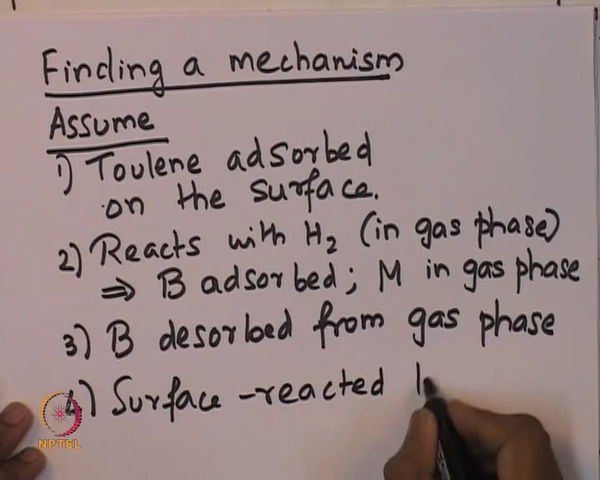 Finding a mechanism
Assume
1) Toulene adsorbed
on the surface.
2) Reacts with H2 (in gas phase)
⇒ B adsorbed; M in gas phase
3) B desorbed from gas phase
4) Surface-reacted l
NPTEL